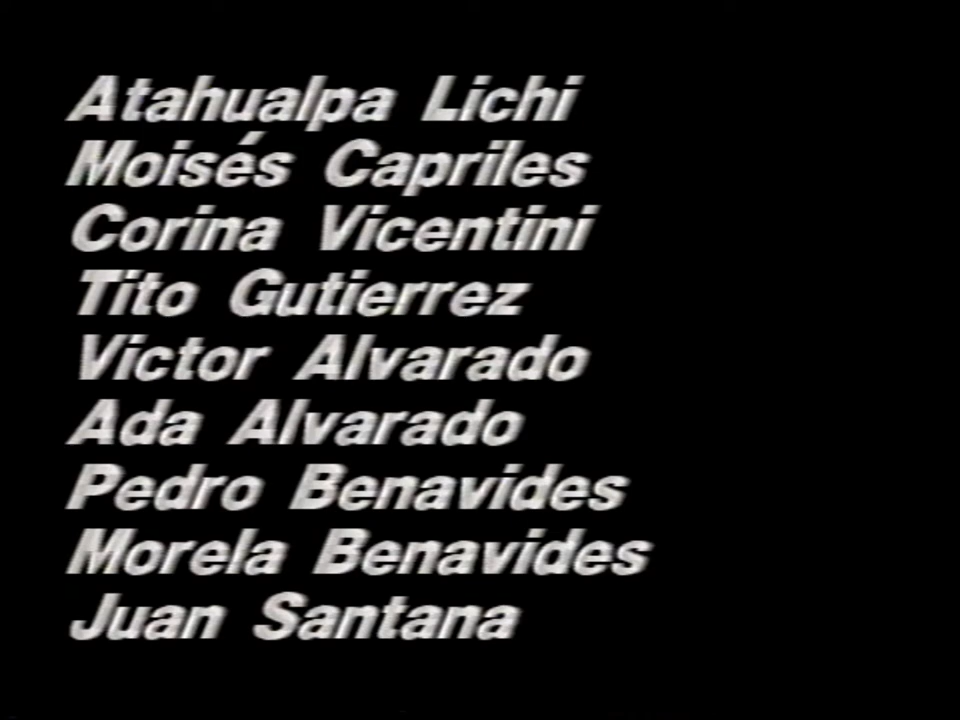 Atahualpa Lichi
Moisés Capriles
Corina Vicentini
Tito Gutierrez
Victor Alvarado
Ada Alvarado
Pedro Benavides
Morela Benavides
Juan Santana